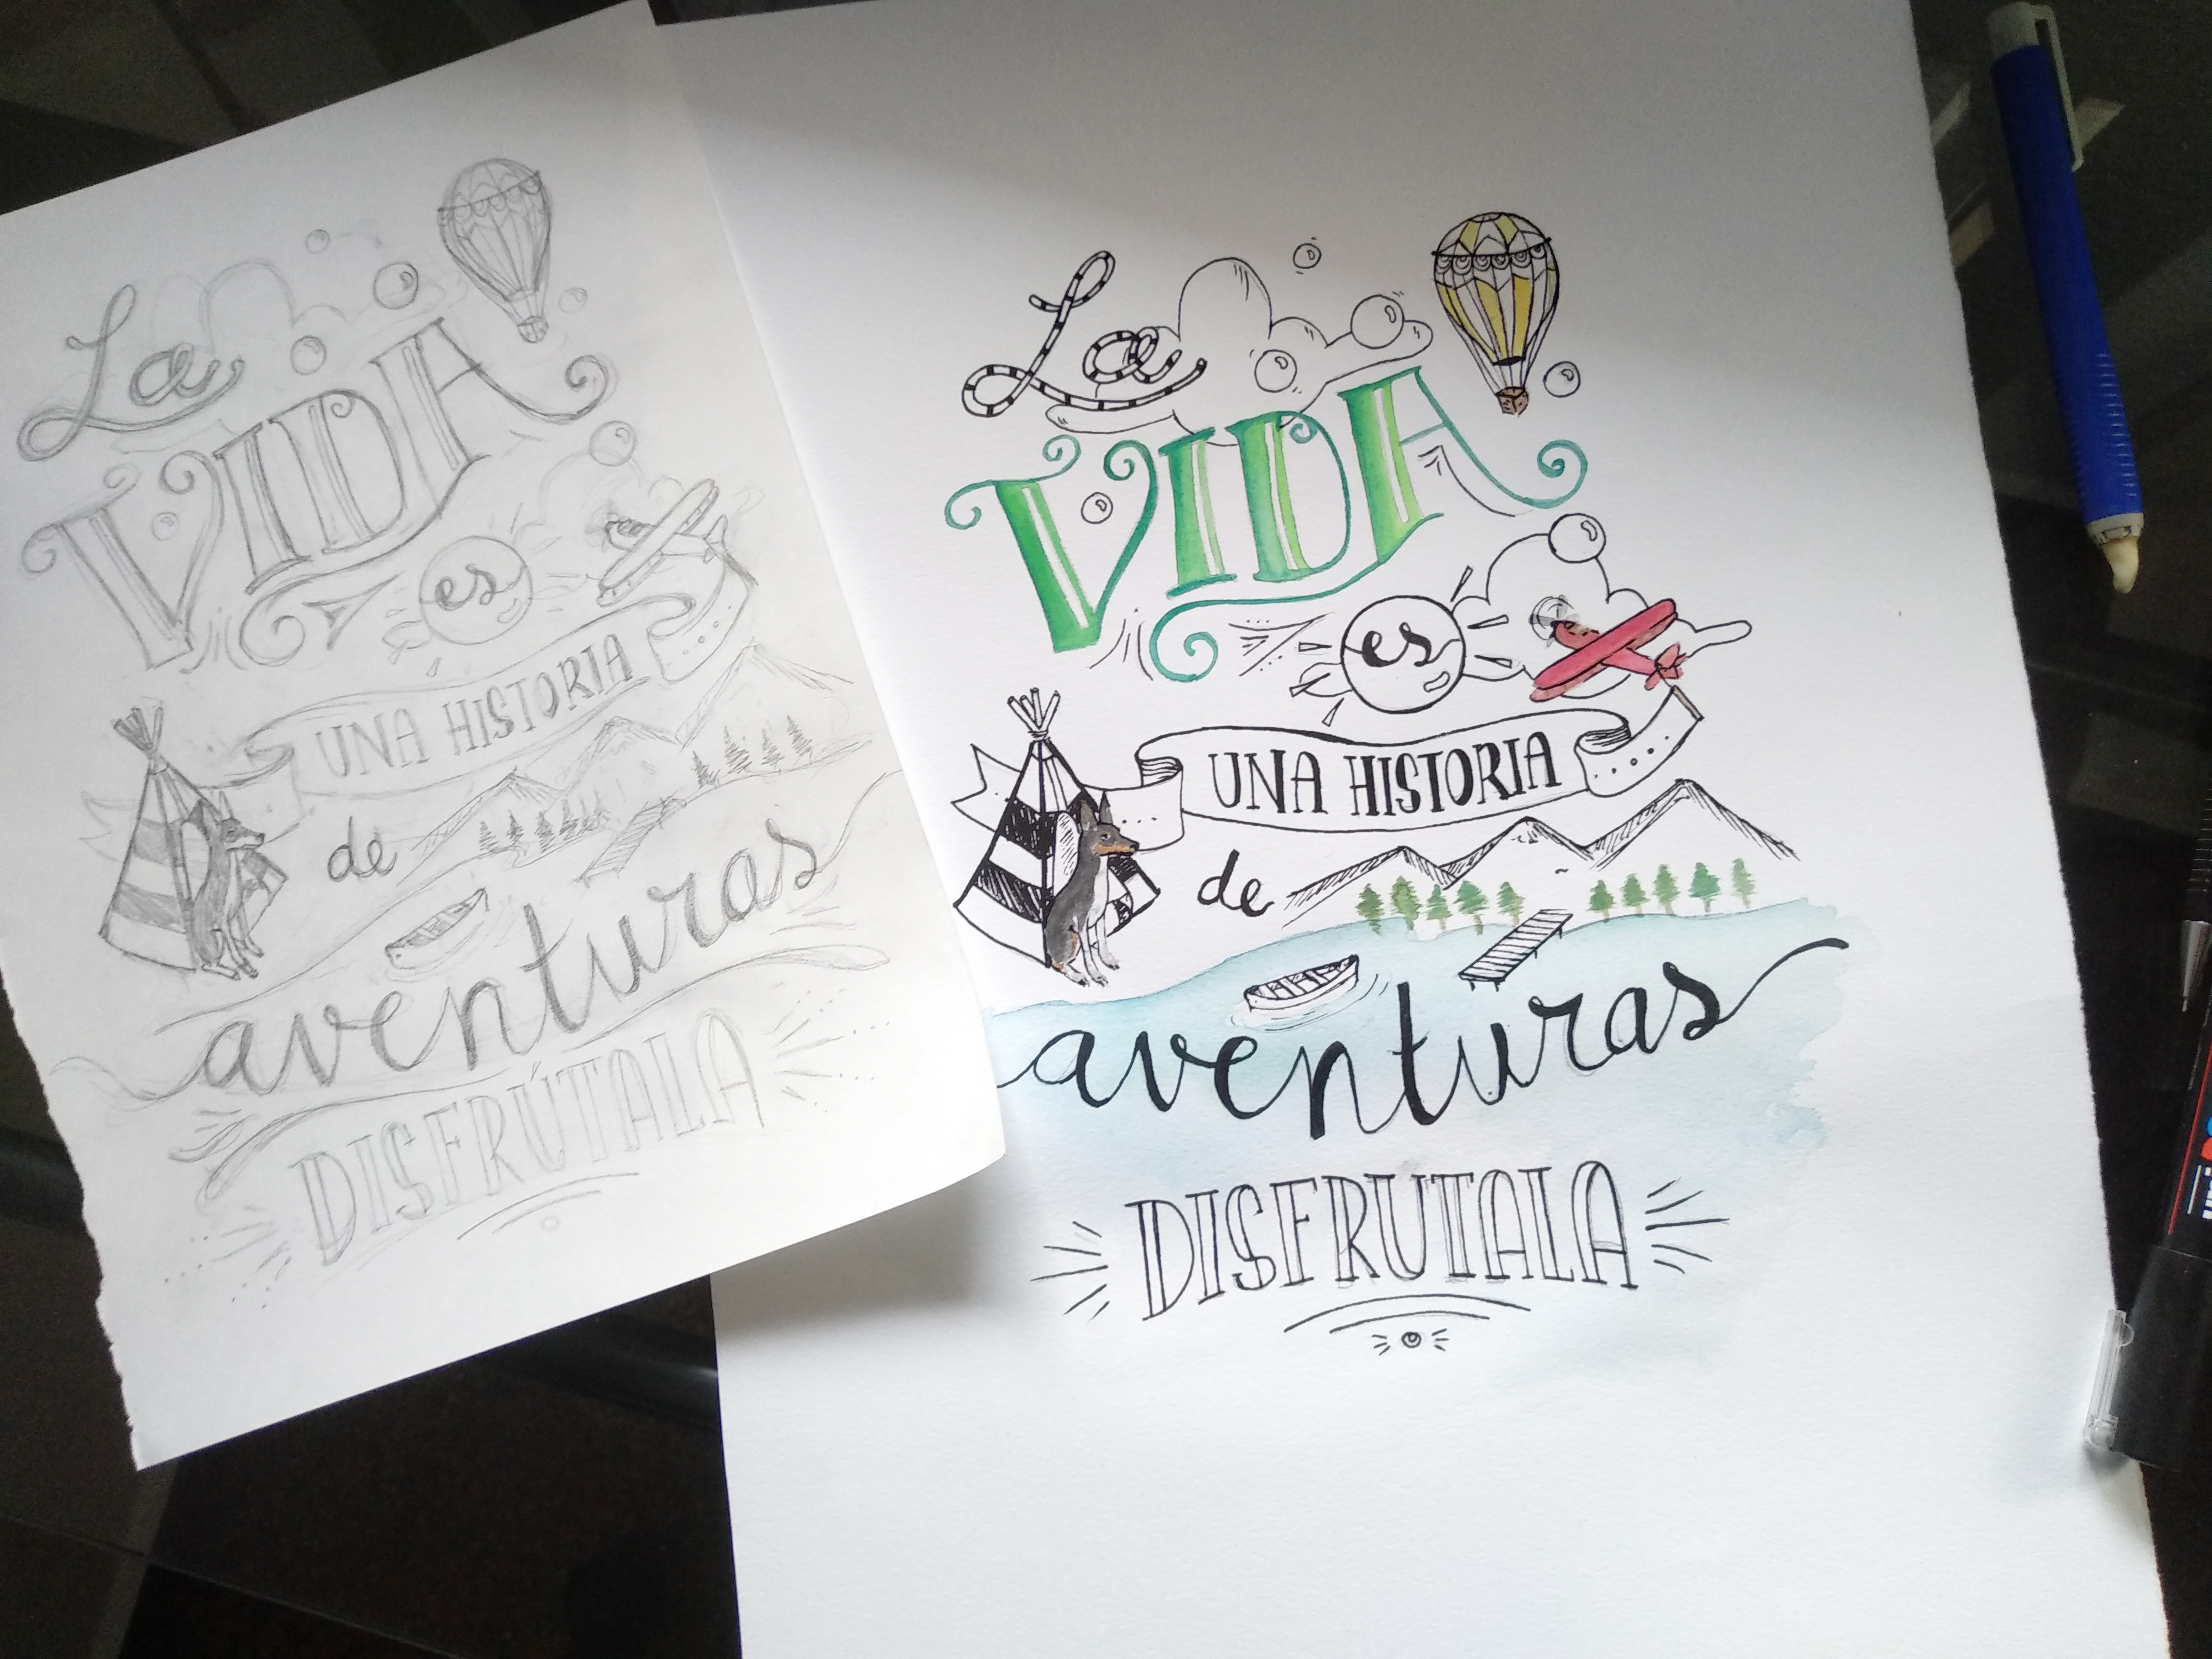 La
VIDA
es
UNA HISTORIA
de
aventuras
DISFRÚTALA
La
VIDA
es
UNA HISTORIA
de
aventuras
DISFRUTALA